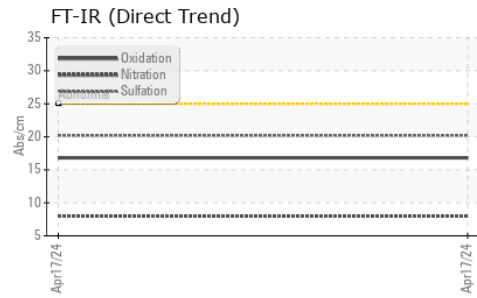 FT-IR (Direct Trend)
35
30
25
20
15
10
5
Abs/cm
Oxidation
Nitration
Sulfation
Abnormal
Apr17/24
Apr17/24